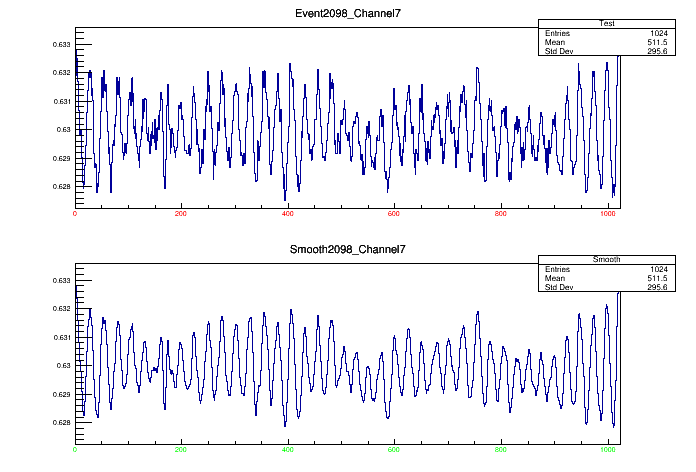 Event2098_Channel7
Test
Entries 1024
Mean 511.5
Std Dev 295.6
0.633
0.632
0.631
0.63
0.629
0.628
0 200 400 600 800 1000
Smooth2098_Channel7
Smooth
Entries 1024
Mean 511.5
Std Dev 295.6
0.633
0.632
0.631
0.63
0.629
0.628
0 200 400 600 800 1000